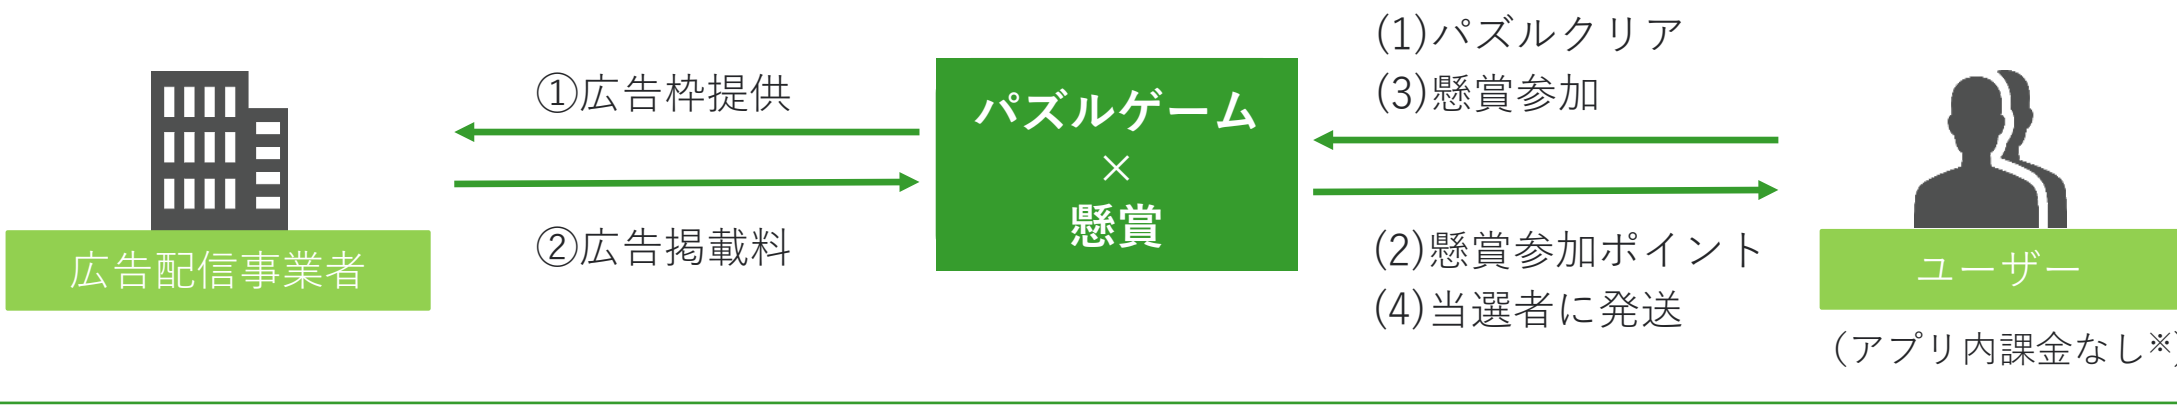 ①広告枠提供
②広告掲載料
広告配信事業者
パズルゲーム
×
懸賞
(1)パズルクリア
(3)懸賞参加
(2)懸賞参加ポイント
(4)当選者に発送
ユーザー
(アプリ内課金なし※)